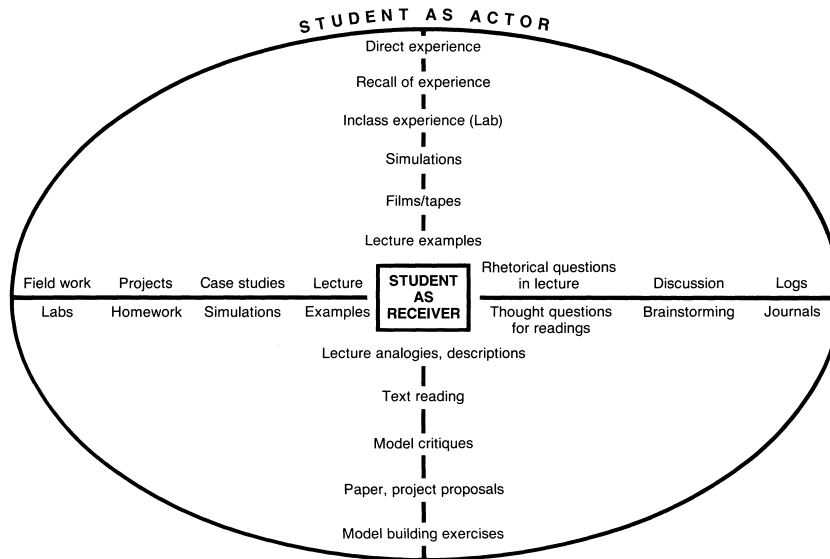 STUDENT AS ACTOR
Direct experience
Recall of experience
Inclass experience (Lab)
Simulations
Films/tapes
Lecture examples
Field work
Projects
Case studies
Lecture
Labs
Homework
Simulations
Examples
STUDENT
AS
RECEIVER
Rhetorical questions
in lecture
Discussion
Logs
Thought questions
for readings
Brainstorming
Journals
Lecture analogies, descriptions
Text reading
Model critiques
Paper, project proposals
Model building exercises